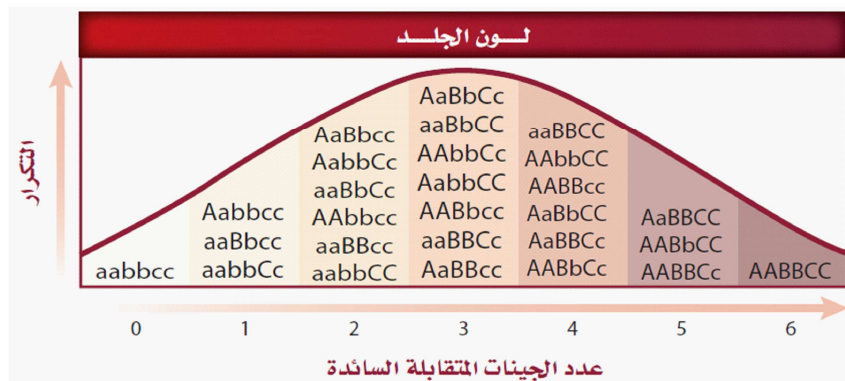 لـــون الجلـــد
التكرار
aabbcc
Aabbcc
aaBbcc
aabbCc
AaBbcc
AabbCc
aaBbCc
AAbbcc
aaBBcc
aabbCC
AaBbCc
aaBbCC
AAbbCc
AabbCC
AABbcc
aaBBCc
AaBBcc
aaBBCC
AAbbCC
AABBcc
AaBbCC
AaBBCc
AABbCc
AaBBCC
AABbCC
AABBCc
AABBCC
0 1 2 3 4 5 6
عدد الجينات المتقابلة السائدة